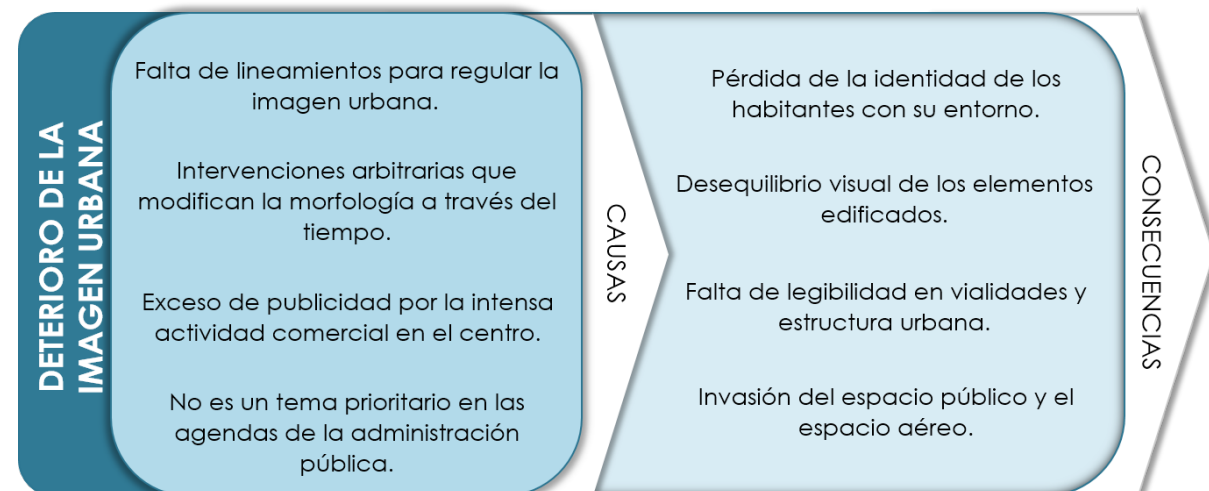 DETERIORO DE LA
IMAGEN URBANA
Falta de lineamientos para regular la
imagen urbana.
Intervenciones arbitrarias que
modifican la morfología a través del
tiempo.
Exceso de publicidad por la intensa
actividad comercial en el centro.
No es un tema prioritario en las
agendas de la administración
pública.
CAUSAS
Pérdida de la identidad de los
habitantes con su entorno.
Desequilibrio visual de los elementos
edificados.
Falta de legibilidad en vialidades y
estructura urbana.
Invasión del espacio público y el
espacio aéreo.
CONSECUENCIAS